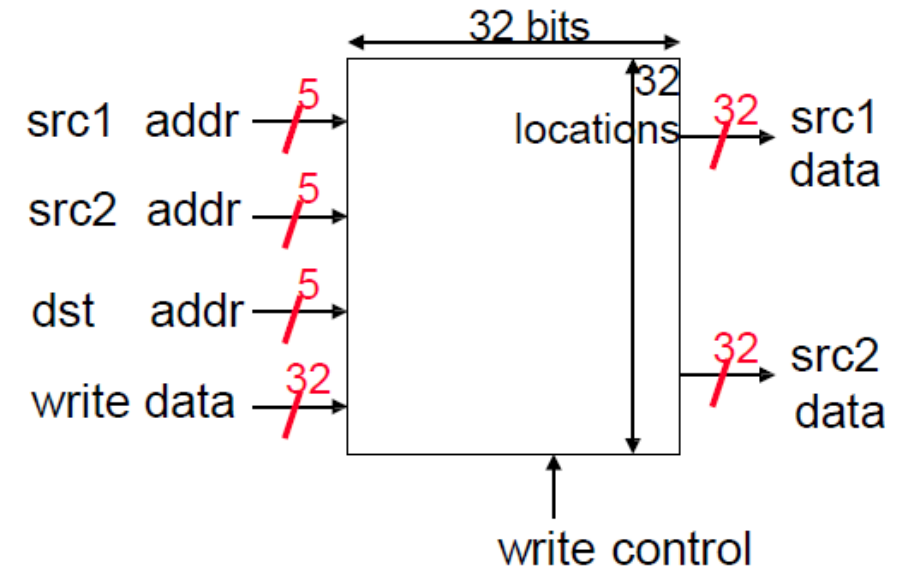 32 bits
32
locations
src1 addr
5
src2 addr
5
dst addr
5
write data
32
32
src1
data
32
src2
data
write control